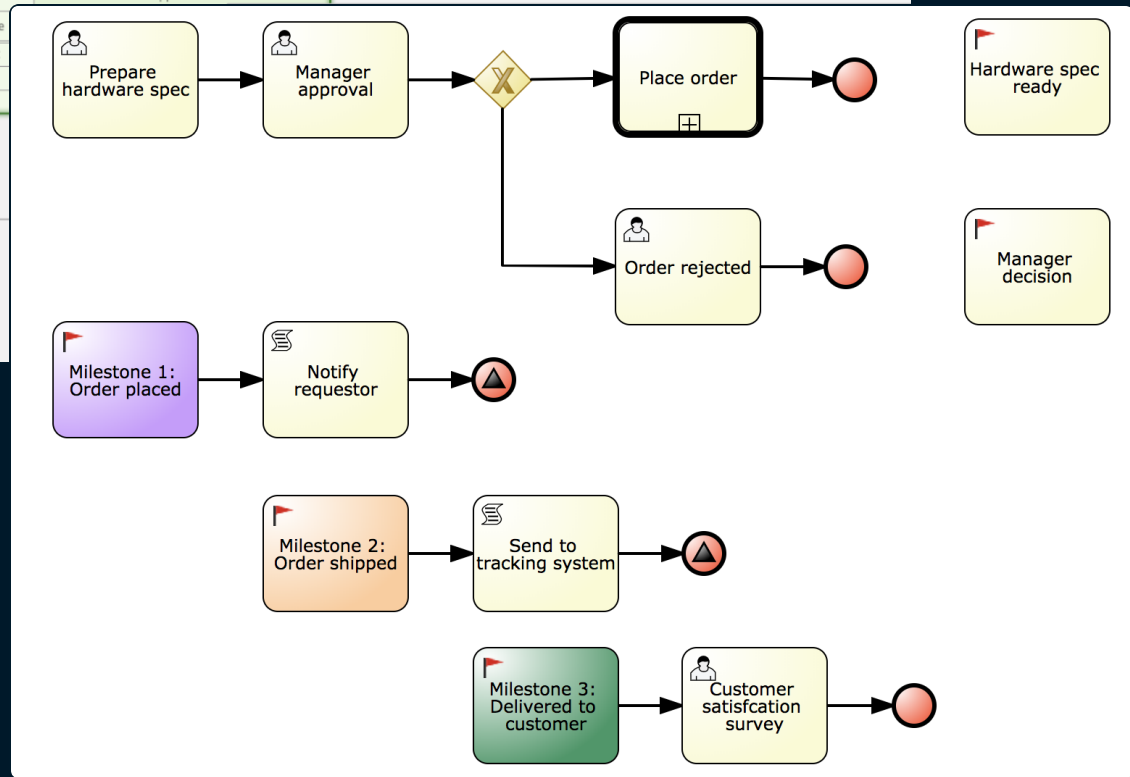 Prepare
hardware spec
Manager
approval
Place order
Hardware spec
ready
Order rejected
Manager
decision
Milestone 1:
Order placed
Notify
requestor
Milestone 2:
Order shipped
Send to
tracking system
Milestone 3:
Delivered to
customer
Customer
satisfcation
survey